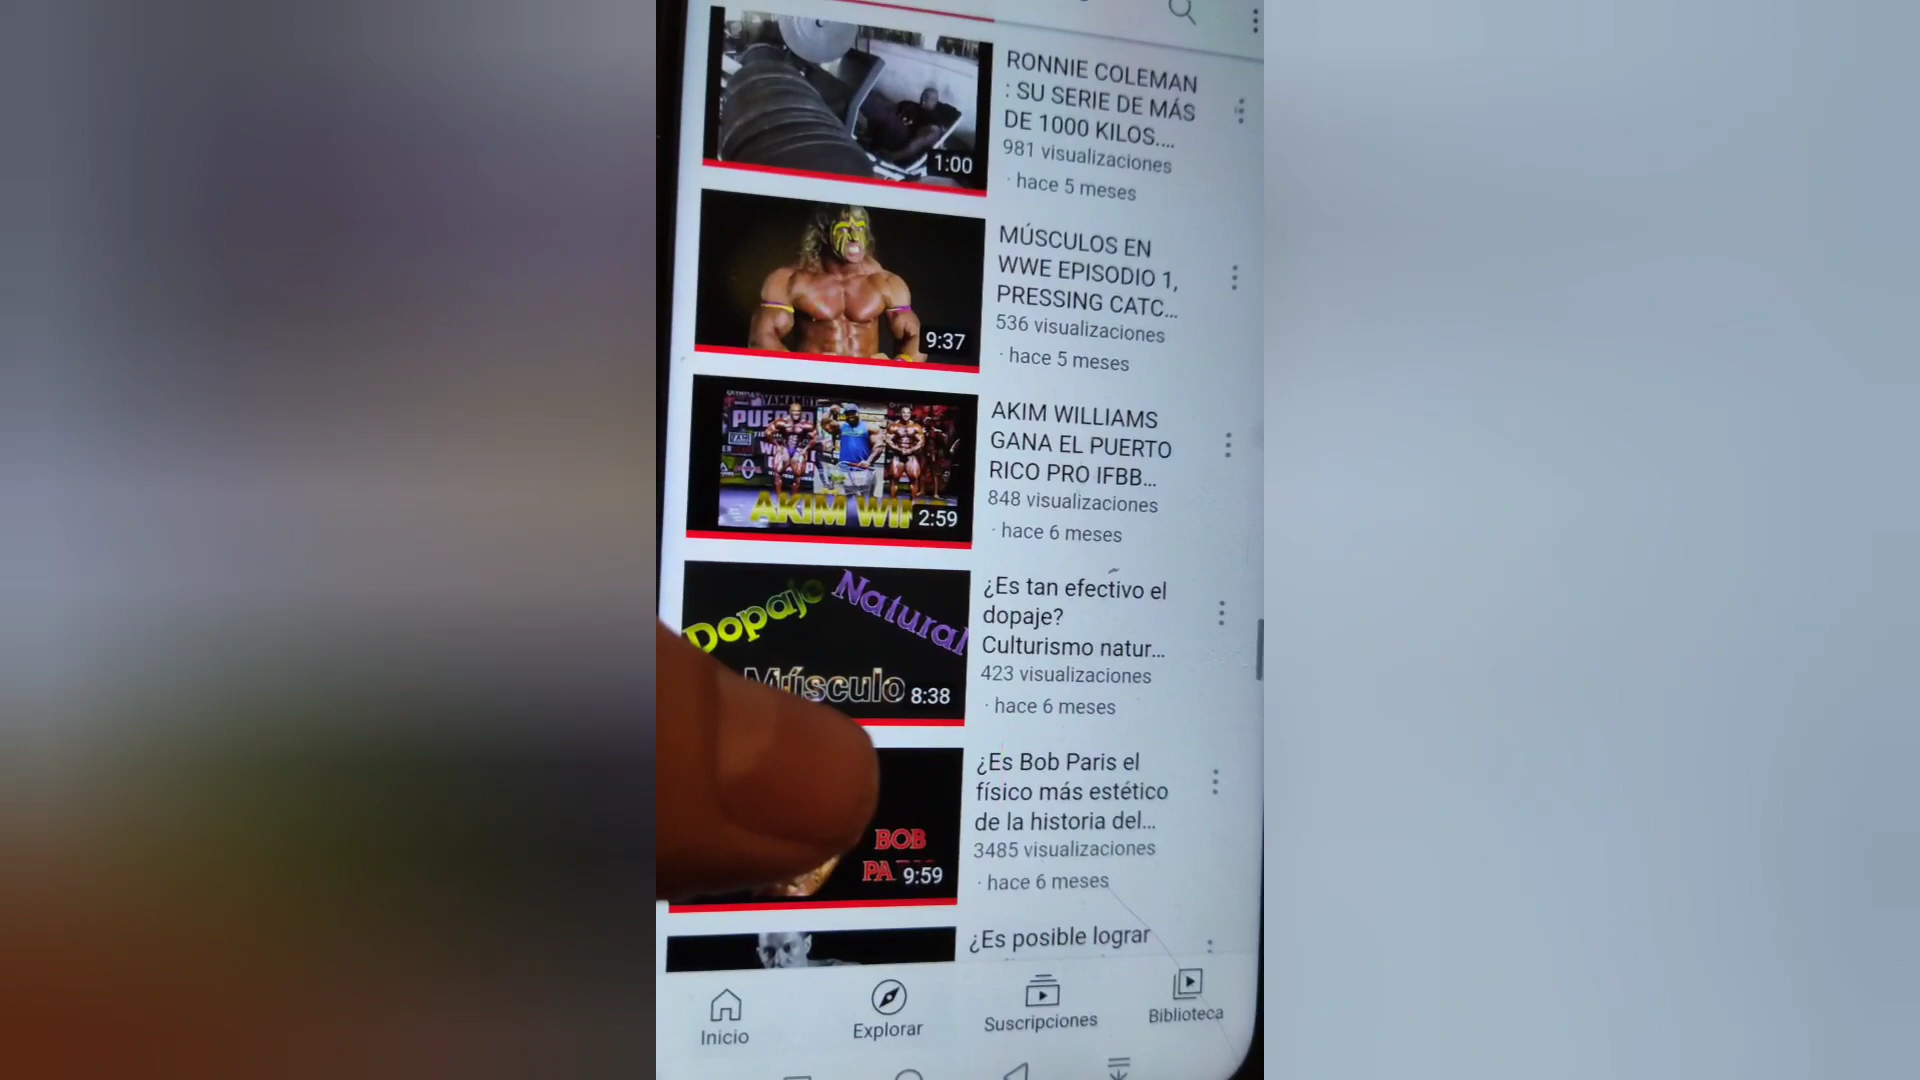 RONNIE COLEMAN
: SU SERIE DE MÁS
DE 1000 KILOS....
981 visualizaciones
· hace 5 meses
1:00
MÚSCULOS EN
WWE EPISODIO 1,
PRESSING CATC...
536 visualizaciones
· hace 5 meses
9:37
AKIM WILLIAMS
GANA EL PUERTO
RICO PRO IFBB...
848 visualizaciones
· hace 6 meses
AKIM WI
2:59
¿Es tan efectivo el
dopaje?
Culturismo natur...
423 visualizaciones
· hace 6 meses
Dopaje Natural
Músculo
8:38
¿Es Bob Paris el
físico más estético
de la historia del...
3485 visualizaciones
· hace 6 meses
BOB
PA
9:59
¿Es posible lograr
Inicio
Explorar
Suscripciones
Biblioteca